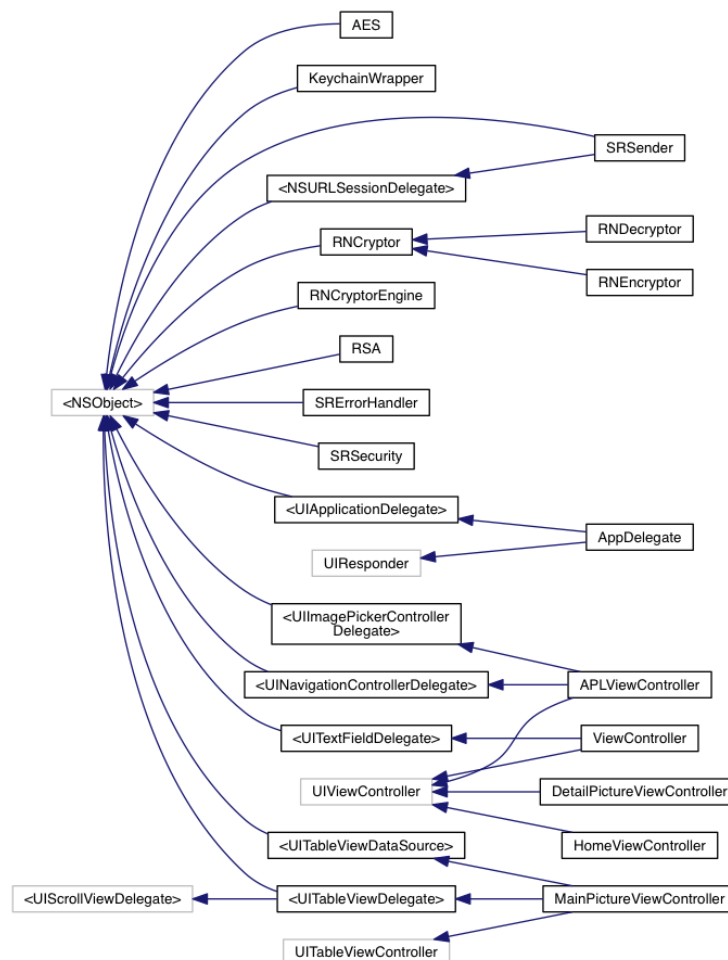 AES
KeychainWrapper
SRSender
<NSURLSessionDelegate>
RNDecryptor
RNCryptor
RNEncryptor
RNCryptorEngine
RSA
<NSObject>
SRErrorHandler
SRSecurity
<UIApplicationDelegate>
AppDelegate
UIResponder
<UIImagePickerController
Delegate>
<UINavigationControllerDelegate>
APLViewController
<UITextFieldDelegate>
ViewController
UIViewController
DetailPictureViewController
<UITableViewDataSource>
HomeViewController
<UIScrollViewDelegate>
<UITableViewDelegate>
MainPictureViewController
UITableViewController